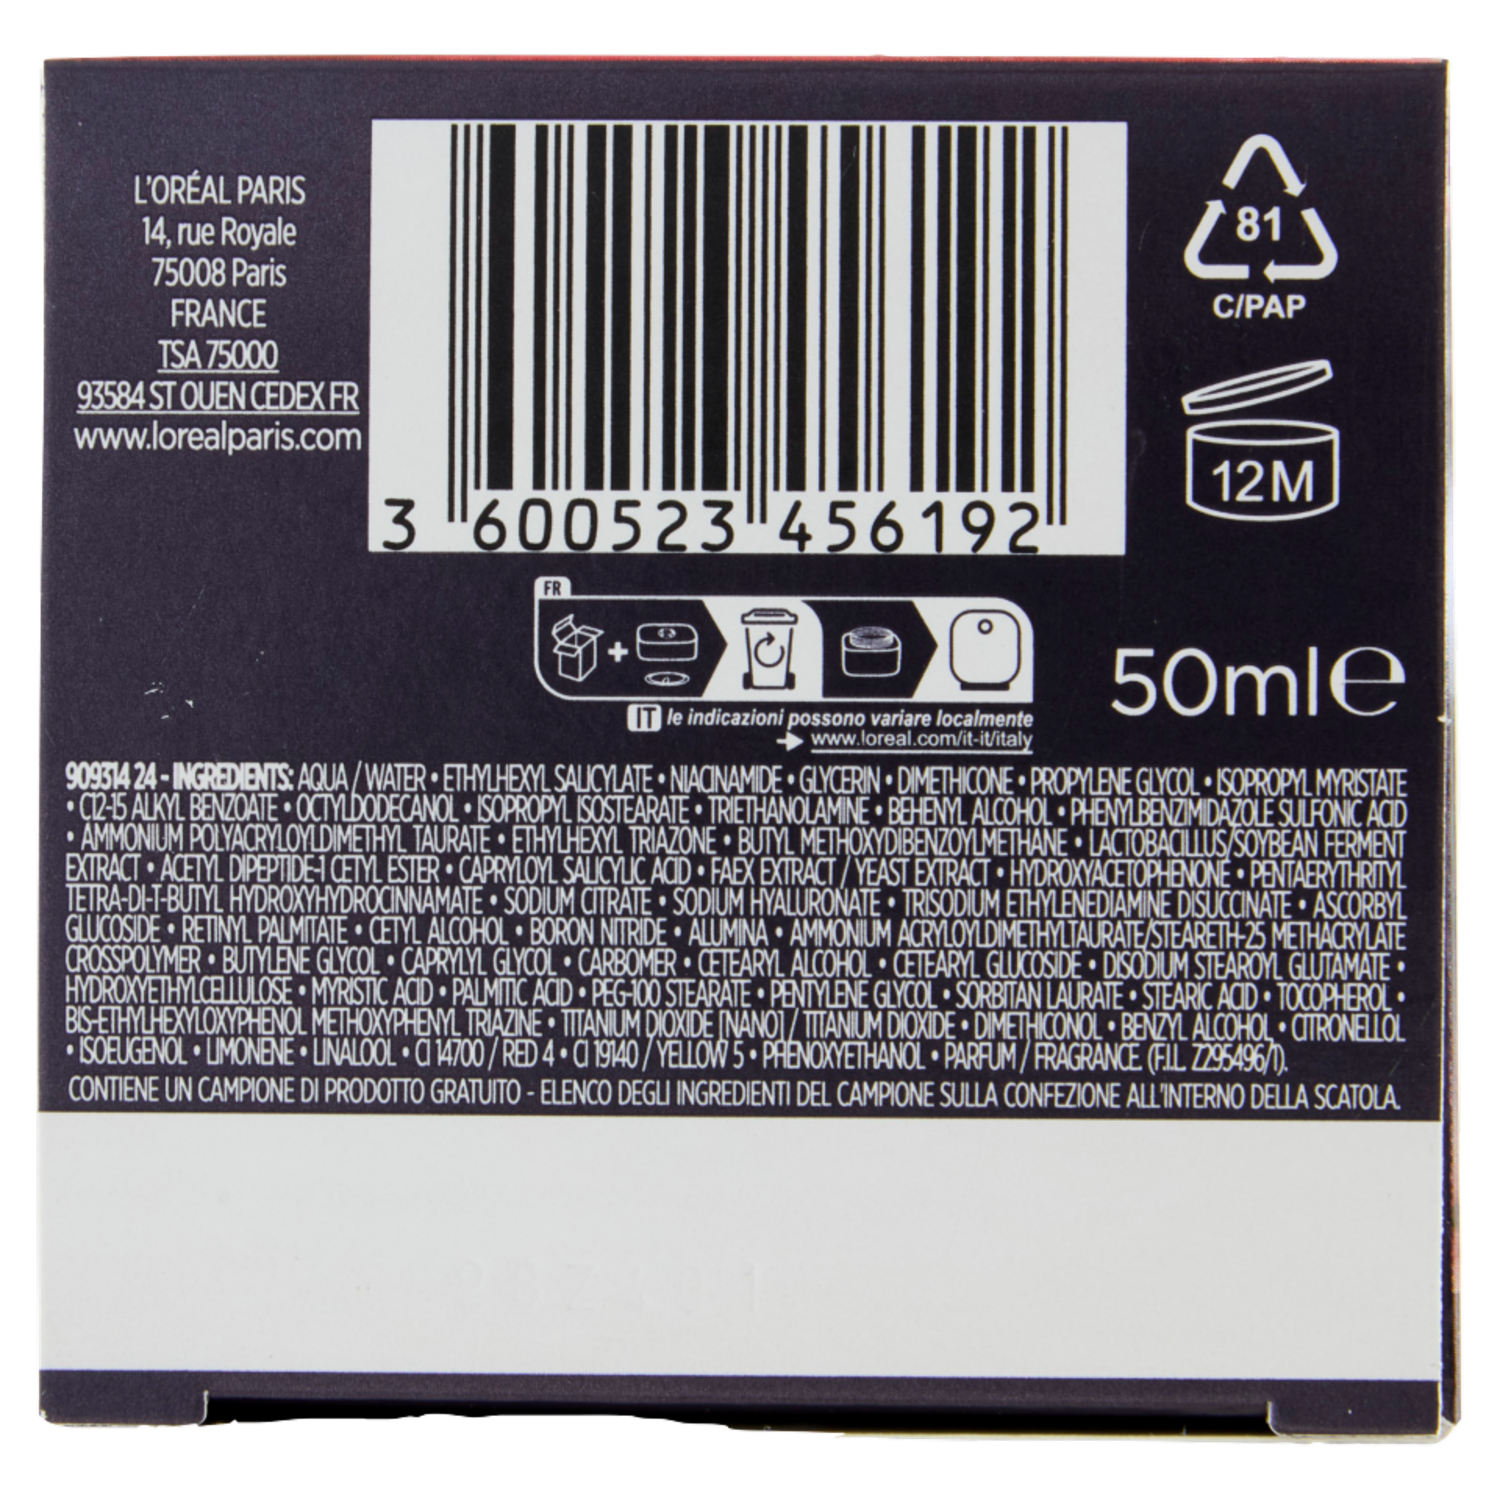 L'ORÉAL PARIS
14, rue Royale
75008 Paris
FRANCE
TSA 75000
93584 ST OUEN CEDEX FR
www.lorealparis.com
3 600523 456192
81
C/PAP
12M
FR
IT le indicazioni possono variare localmente
www.loreal.com/it-it/italy
50ml e
909314 24 - INGREDIENTS: AQUA / WATER • ETHYLHEXYL SALICYLATE • NIACINAMIDE • GLYCERIN • DIMETHICONE • PROPYLENE GLYCOL • ISOPROPYL MYRISTATE
• C12-15 ALKYL BENZOATE • OCTYLDODECANOL • ISOPROPYL ISOSTEARATE • TRIETHANOLAMINE • BEHENYL ALCOHOL • PHENYLBENZIMIDAZOLE SULFONIC ACID
• AMMONIUM POLYACRYLOYLDIMETHYL TAURATE • ETHYLHEXYL TRIAZONE • BUTYL METHOXYDIBENZOYLMETHANE • LACTOBACILLUS/SOYBEAN FERMENT
EXTRACT • ACETYL DIPEPTIDE-1 CETYL ESTER • CAPRYLOYL SALICYLIC ACID • FAEX EXTRACT / YEAST EXTRACT • HYDROXYACETOPHENONE • PENTAERYTHRITYL
TETRA-DI-T-BUTYL HYDROXYHYDROCINNAMATE • SODIUM CITRATE • SODIUM HYALURONATE • TRISODIUM ETHYLENEDIAMINE DISUCCINATE • ASCORBYL
GLUCOSIDE • RETINYL PALMITATE • CETYL ALCOHOL • BORON NITRIDE • ALUMINA • AMMONIUM ACRYLOYLDIMETHYLTAURATE/STEARETH-25 METHACRYLATE
CROSSPOLYMER • BUTYLENE GLYCOL • CAPRYLYL GLYCOL • CARBOMER • CETEARYL ALCOHOL • CETEARYL GLUCOSIDE • DISODIUM STEAROYL GLUTAMATE •
HYDROXYETHYLCELLULOSE • MYRISTIC ACID • PALMITIC ACID • PEG-100 STEARATE • PENTYLENE GLYCOL • SORBITAN LAURATE • STEARIC ACID • TOCOPHEROL •
BIS-ETHYLHEXYLOXYPHENOL METHOXYPHENYL TRIAZINE • TITANIUM DIOXIDE [NANO] / TITANIUM DIOXIDE • DIMETHICONOL • BENZYL ALCOHOL • CITRONELLOL
• ISOEUGENOL • LIMONENE • LINALOOL • CI 14700 / RED 4 • CI 19140 / YELLOW 5 • PHENOXYETHANOL • PARFUM / FRAGRANCE (F.I.L. Z295496/1).
CONTIENE UN CAMPIONE DI PRODOTTO GRATUITO - ELENCO DEGLI INGREDIENTI DEL CAMPIONE SULLA CONFEZIONE ALL'INTERNO DELLA SCATOLA.